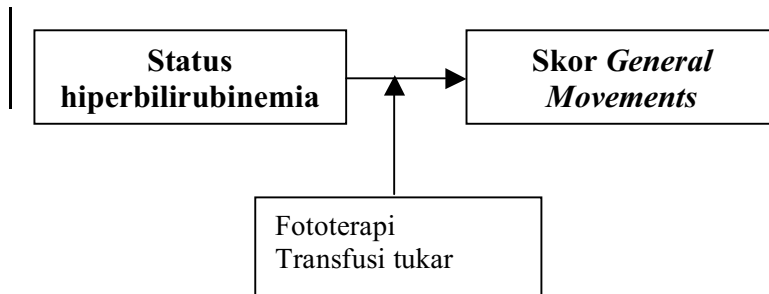 Status
hiperbilirubinemia
Skor General
Movements
Fototerapi
Transfusi tukar